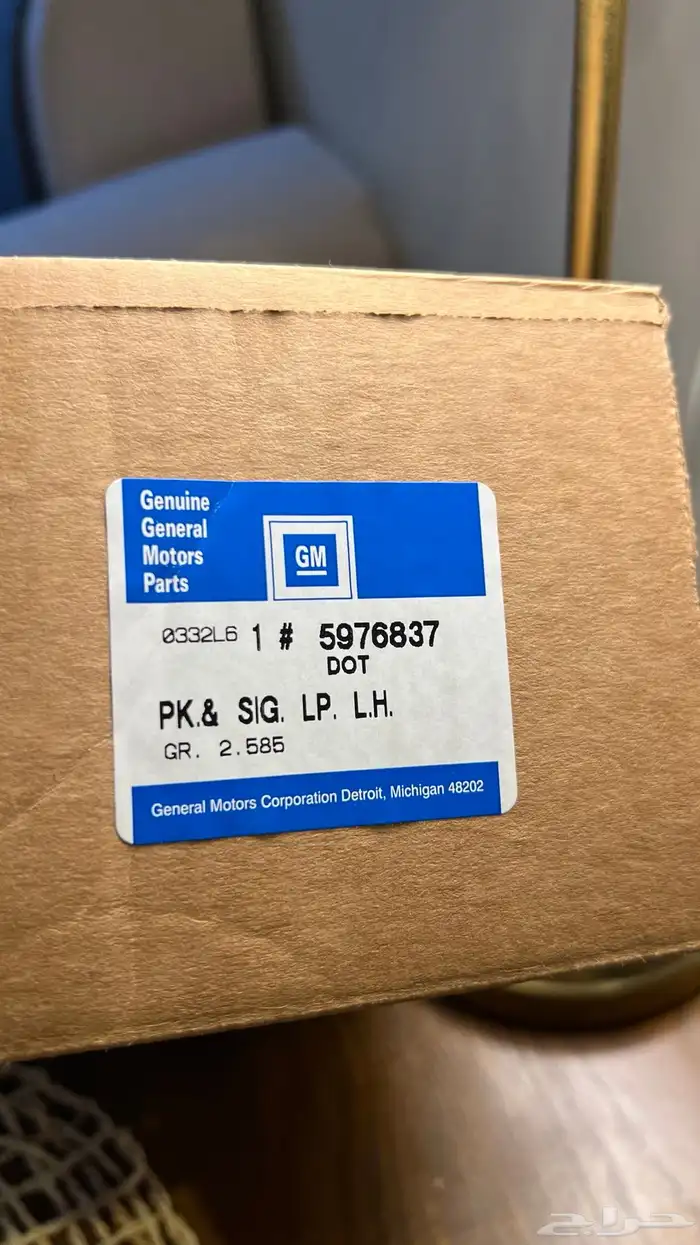 Genuine
General
Motors
Parts
GM
0332L6 1 # 5976837
DOT
PK.& SIG. LP. L.H.
GR. 2.585
General Motors Corporation Detroit, Michigan 48202
حراج